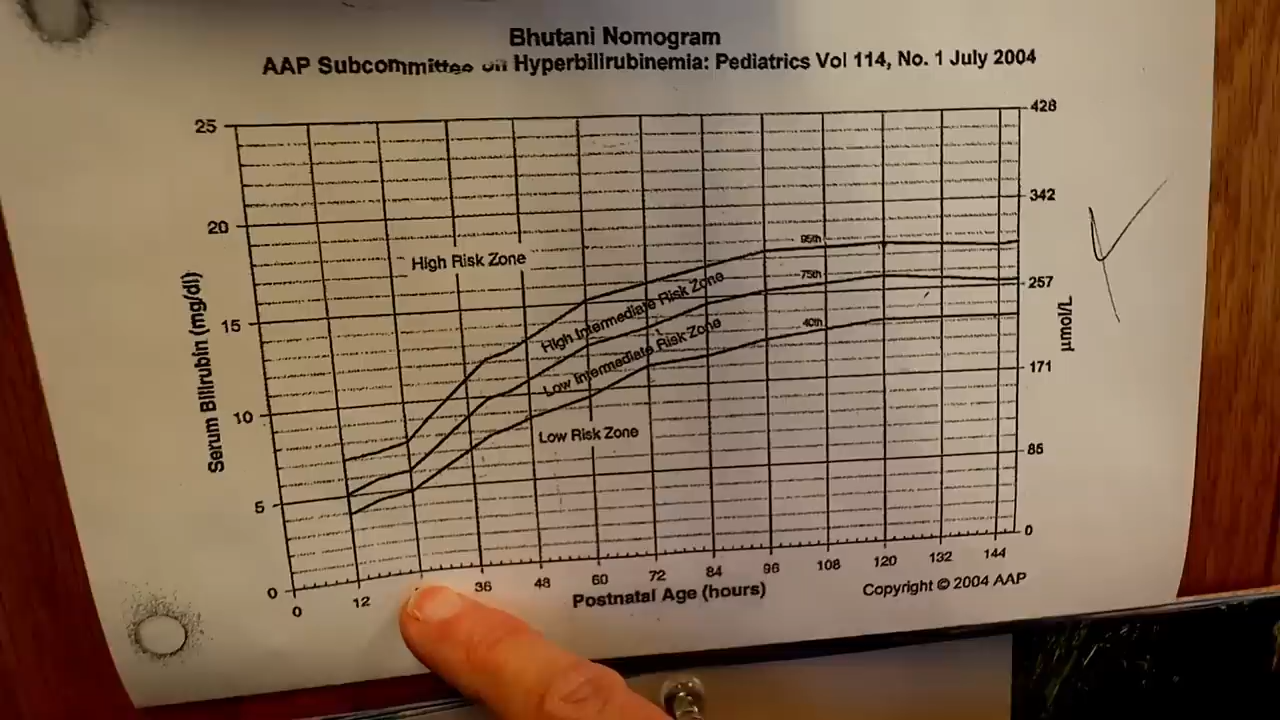 Bhutani Nomogram
AAP Subcommittee on Hyperbilirubinemia: Pediatrics Vol 114, No. 1 July 2004
25
20
15
10
5
0
Serum Bilirubin (mg/dl)
428
342
257
171
85
0
µmol/L
High Risk Zone
High Intermediate Risk Zone
Low Intermediate Risk Zone
Low Risk Zone
95th
75th
40th
0 12 36 48 60 72 84 96 108 120 132 144
Postnatal Age (hours)
Copyright © 2004 AAP